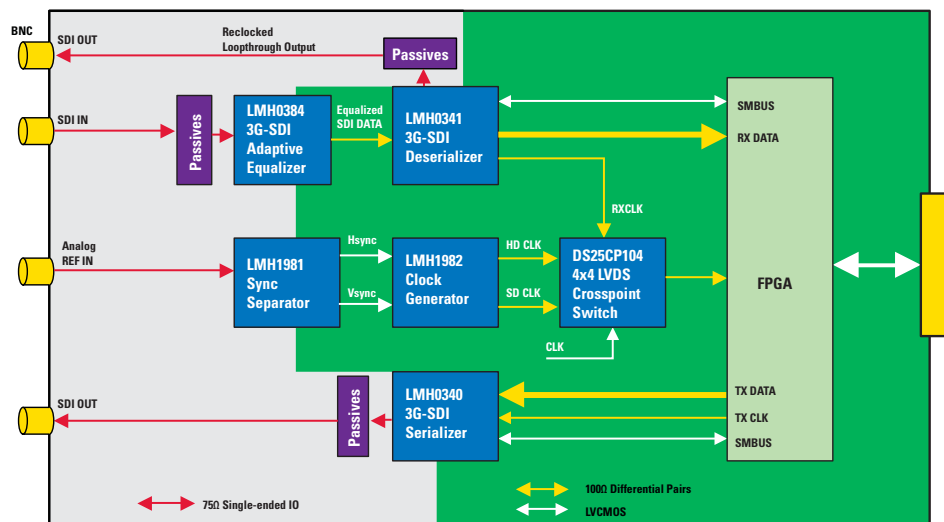 BNC
SDI OUT
Reclocked
Loopthrough Output
Passives
SDI IN
Passives
LMH0384
3G-SDI
Adaptive
Equalizer
Equalized
SDI DATA
LMH0341
3G-SDI
Deserializer
SMBUS
RX DATA
RXCLK
Analog
REF IN
LMH1981
Sync
Separator
Hsync
Vsync
LMH1982
Clock
Generator
HD CLK
SD CLK
DS25CP104
4x4 LVDS
Crosspoint
Switch
CLK
FPGA
SDI OUT
Passives
LMH0340
3G-SDI
Serializer
TX DATA
TX CLK
SMBUS
75Ω Single-ended IO
100Ω Differential Pairs
LVCMOS